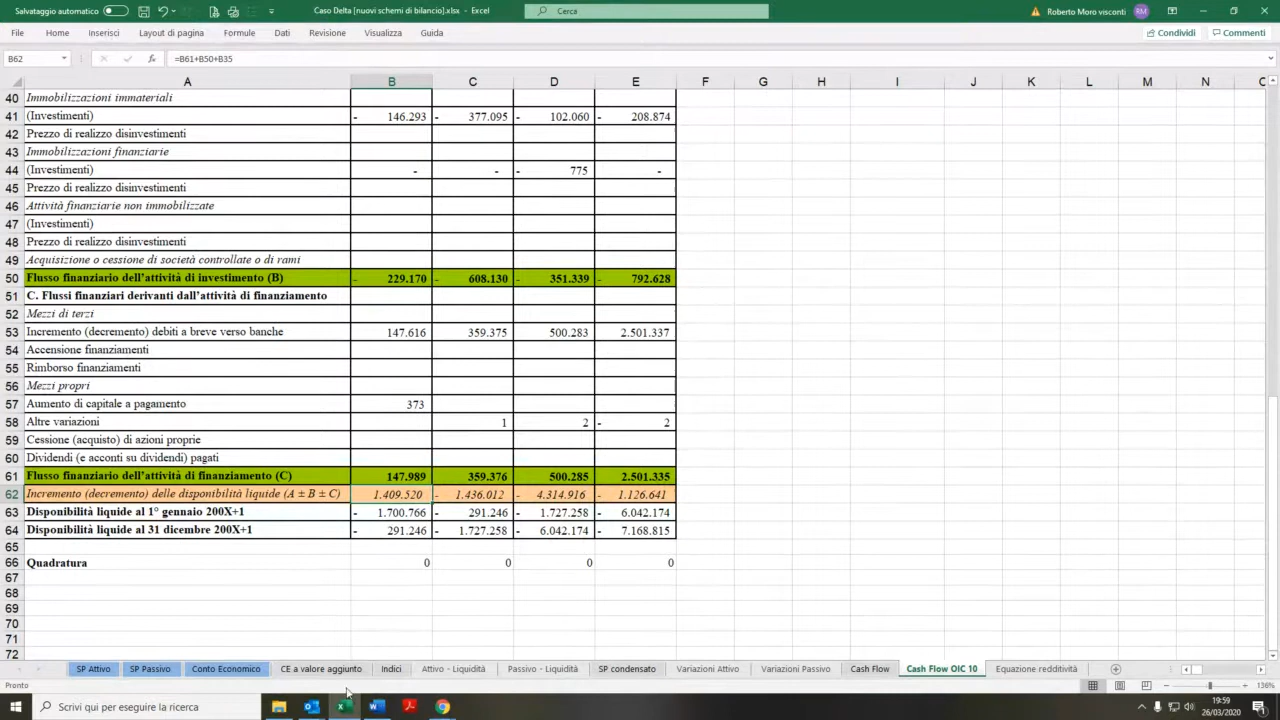 Salvataggio automatico
Caso Delta [nuovi schemi di bilancio].xlsx - Excel
Cerca
Roberto Moro visconti RM
File Home Inserisci Layout di pagina Formule Dati Revisione Visualizza Guida Condividi Commenti
B62 fx =B61+B50+B35
A B C D E F G H I J K L M N
40 Immobilizzazioni immateriali
41 (Investimenti) - 146.293 - 377.095 - 102.060 - 208.874
42 Prezzo di realizzo disinvestimenti
43 Immobilizzazioni finanziarie
44 (Investimenti) - - - 775 -
45 Prezzo di realizzo disinvestimenti
46 Attività finanziarie non immobilizzate
47 (Investimenti)
48 Prezzo di realizzo disinvestimenti
49 Acquisizione o cessione di società controllate o di rami
50 Flusso finanziario dell'attività di investimento (B) - 229.170 - 608.130 - 351.339 - 792.628
51 C. Flussi finanziari derivanti dall'attività di finanziamento
52 Mezzi di terzi
53 Incremento (decremento) debiti a breve verso banche 147.616 359.375 500.283 2.501.337
54 Accensione finanziamenti
55 Rimborso finanziamenti
56 Mezzi propri
57 Aumento di capitale a pagamento 373
58 Altre variazioni 1 2 - 2
59 Cessione (acquisto) di azioni proprie
60 Dividendi (e acconti su dividendi) pagati
61 Flusso finanziario dell'attività di finanziamento (C) 147.989 359.376 500.285 2.501.335
62 Incremento (decremento) delle disponibilità liquide (A ± B ± C) 1.409.520 - 1.436.012 - 4.314.916 - 1.126.641
63 Disponibilità liquide al 1° gennaio 200X+1 - 1.700.766 - 291.246 - 1.727.258 - 6.042.174
64 Disponibilità liquide al 31 dicembre 200X+1 - 291.246 - 1.727.258 - 6.042.174 - 7.168.815
65
66 Quadratura 0 0 0 0
67
68
69
70
71
72
SP Attivo SP Passivo Conto Economico CE a valore aggiunto Indici Attivo - Liquidità Passivo - Liquidità SP condensato Variazioni Attivo Variazioni Passivo Cash Flow Cash Flow OIC 10 Equazione redditività
Pronto 136%
Scrivi qui per eseguire la ricerca
19:59
26/03/2020